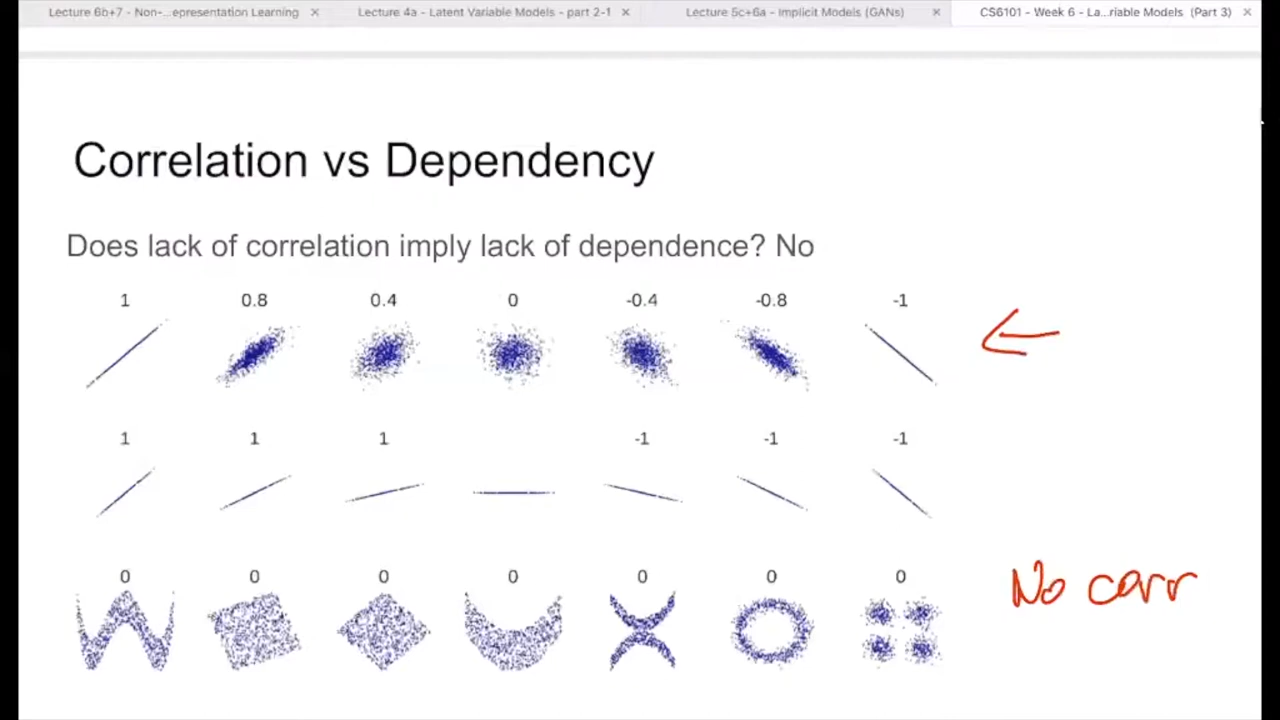 Lecture 6b+7 - Non-...epresentation Learning × Lecture 4a - Latent Variable Models - part 2-1 × Lecture 5c+6a - Implicit Models (GANs) × CS6101 - Week 6 - La...riable Models (Part 3) ×
Correlation vs Dependency
Does lack of correlation imply lack of dependence? No
1 0.8 0.4 0 -0.4 -0.8 -1
1 1 1 -1 -1 -1
0 0 0 0 0 0 0
No corr